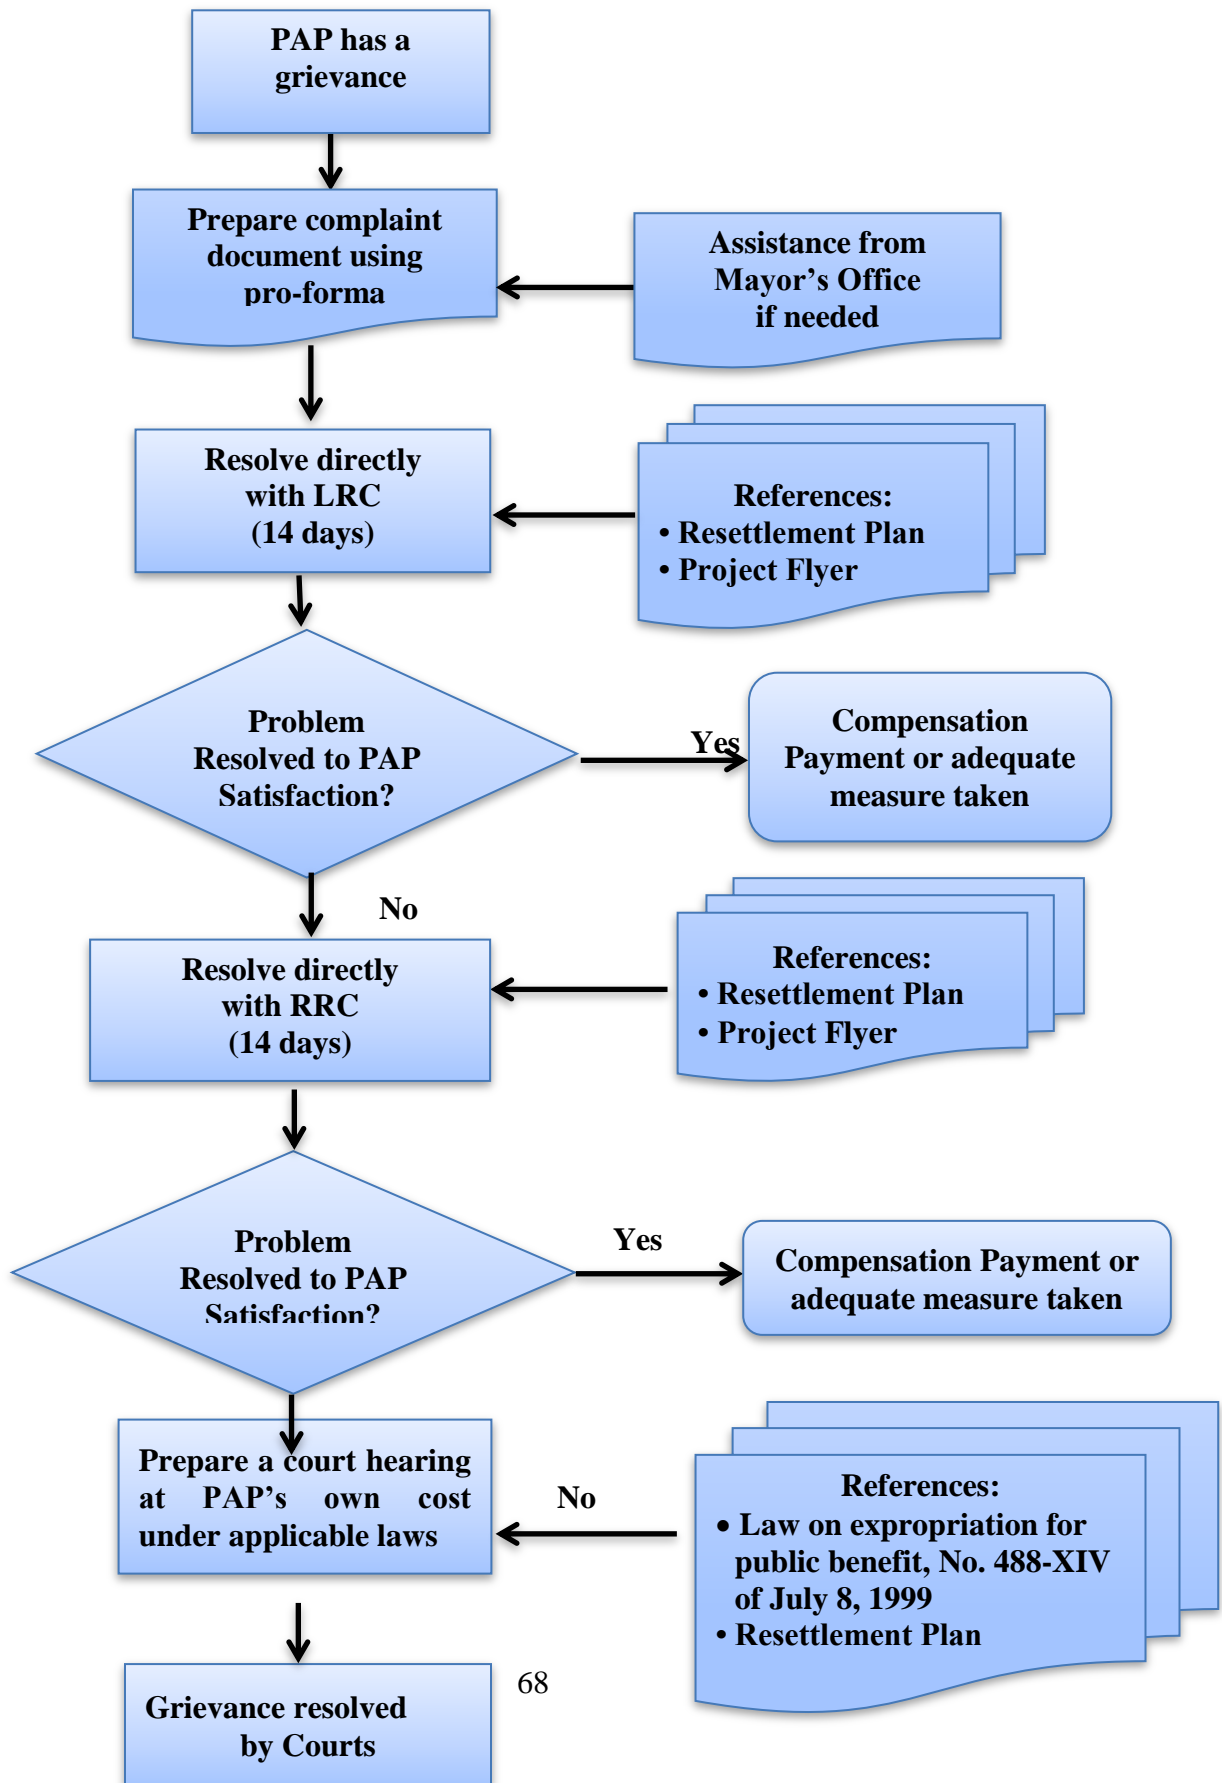 PAP has a
grievance
Prepare complaint
document using
pro-forma
Assistance from
Mayor’s Office
if needed
Resolve directly
with LRC
(14 days)
References:
• Resettlement Plan
• Project Flyer
Problem
Resolved to PAP
Satisfaction?
Yes
Compensation
Payment or adequate
measure taken
No
Resolve directly
with RRC
(14 days)
References:
• Resettlement Plan
• Project Flyer
Problem
Resolved to PAP
Satisfaction?
Yes
Compensation Payment or
adequate measure taken
Prepare a court hearing
at PAP’s own cost
under applicable laws
No
References:
• Law on expropriation for
public benefit, No. 488-XIV
of July 8, 1999
• Resettlement Plan
Grievance resolved
by Courts
68